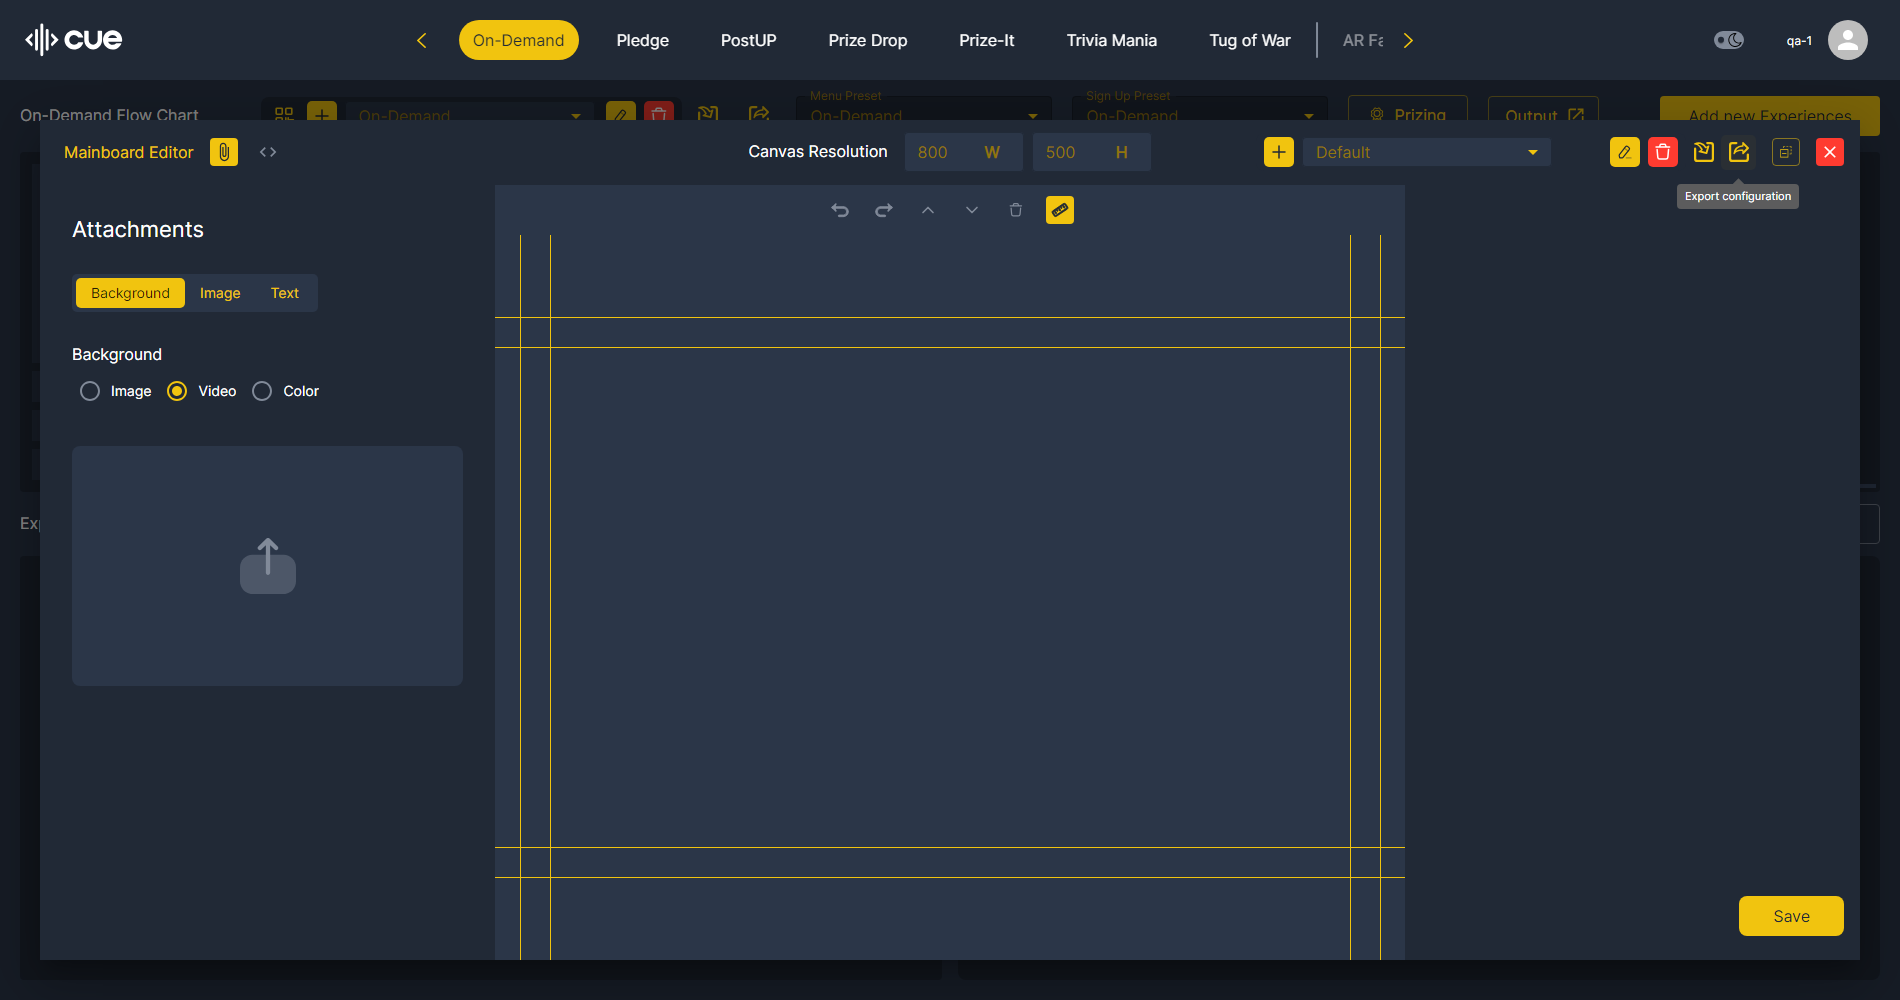 cue
On-Demand
Pledge
PostUP
Prize Drop
Prize-It
Trivia Mania
Tug of War
AR Fa
qa-1
On-Demand Flow Chart
On-Demand
Menu Preset
On-Demand
Sign Up Preset
On-Demand
Prizing
Output
Add new Experiences
Mainboard Editor
Canvas Resolution
800 W
500 H
Default
Export configuration
Attachments
Background
Image
Text
Background
Image
Video
Color
Exp
Save